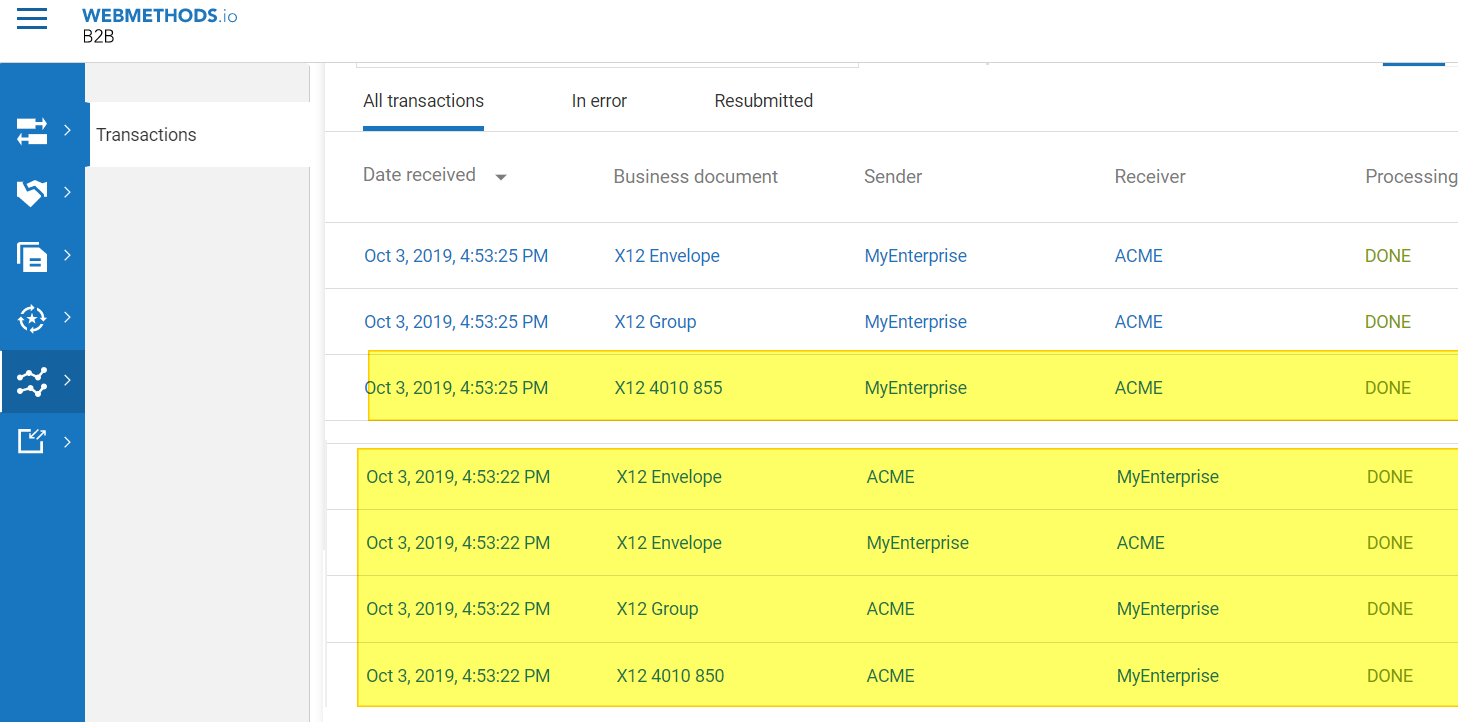 WEBMETHODS.io
B2B
Transactions
All transactions In error Resubmitted
Date received Business document Sender Receiver Processing
Oct 3, 2019, 4:53:25 PM X12 Envelope MyEnterprise ACME DONE
Oct 3, 2019, 4:53:25 PM X12 Group MyEnterprise ACME DONE
Oct 3, 2019, 4:53:25 PM X12 4010 855 MyEnterprise ACME DONE
Oct 3, 2019, 4:53:22 PM X12 Envelope ACME MyEnterprise DONE
Oct 3, 2019, 4:53:22 PM X12 Envelope MyEnterprise ACME DONE
Oct 3, 2019, 4:53:22 PM X12 Group ACME MyEnterprise DONE
Oct 3, 2019, 4:53:22 PM X12 4010 850 ACME MyEnterprise DONE